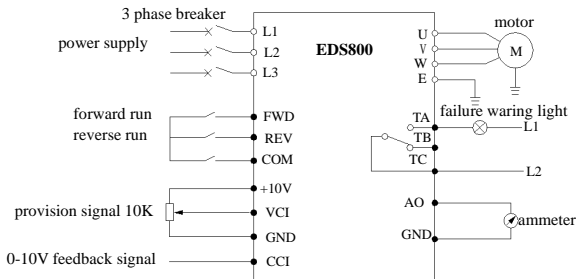 3 phase breaker
power supply
L1
L2
L3
EDS800
U
V
W
E
motor
M
forward run
reverse run
FWD
REV
COM
TA
TB
TC
failure waring light
L1
L2
provision signal 10K
+10V
VCI
GND
AO
GND
ammeter
0-10V feedback signal
CCI